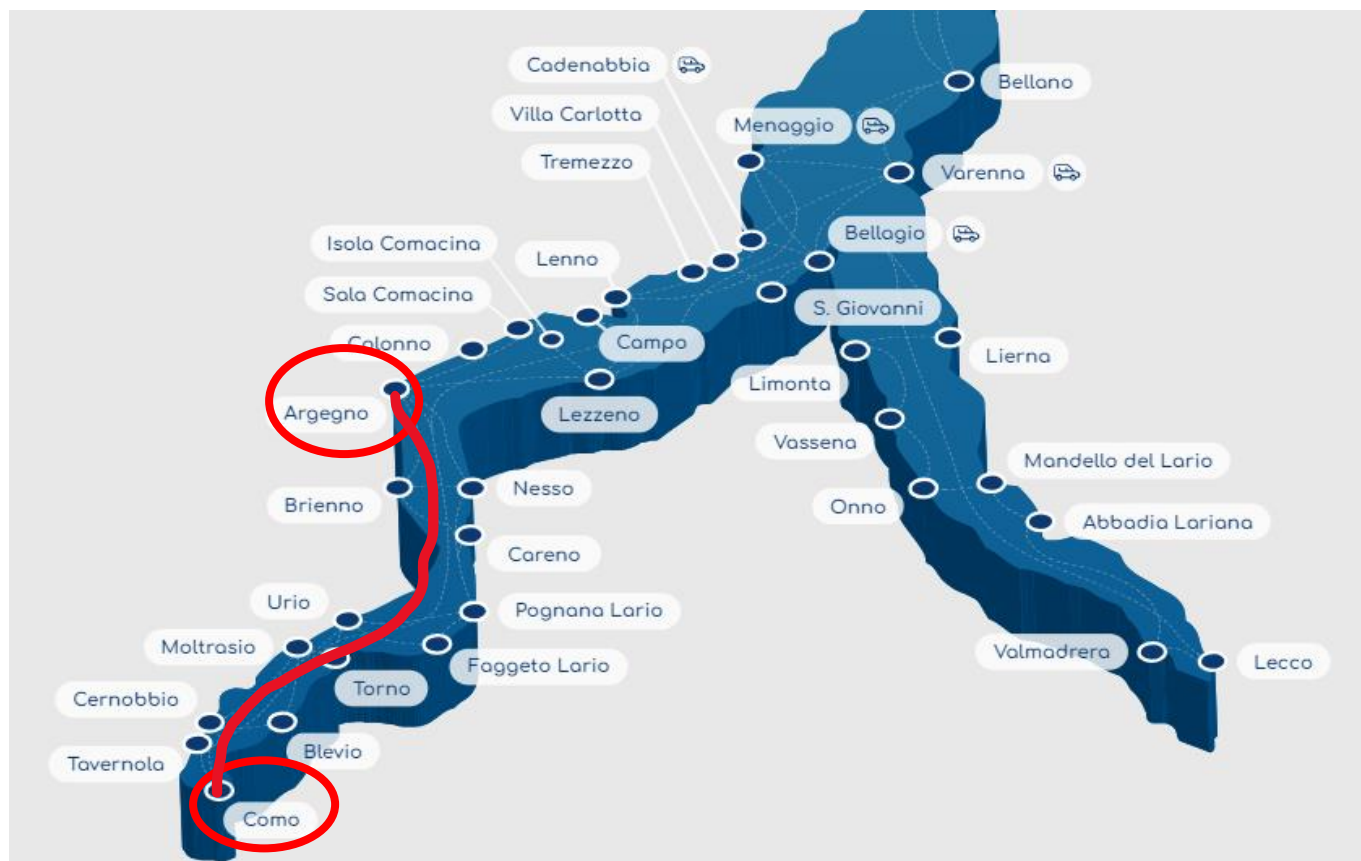 Cadenabbia
Bellano
Villa Carlotta
Menaggio
Tremezzo
Varenna
Isola Comacina
Bellagio
Lenno
Sala Comacina
S. Giovanni
Colonno
Campo
Lierna
Limonta
Argegno
Lezzeno
Vassena
Mandello del Lario
Brienno
Nesso
Onno
Abbadia Lariana
Careno
Urio
Pognana Lario
Moltrasio
Valmadrera
Lecco
Faggeto Lario
Torno
Cernobbio
Blevio
Tavernola
Como